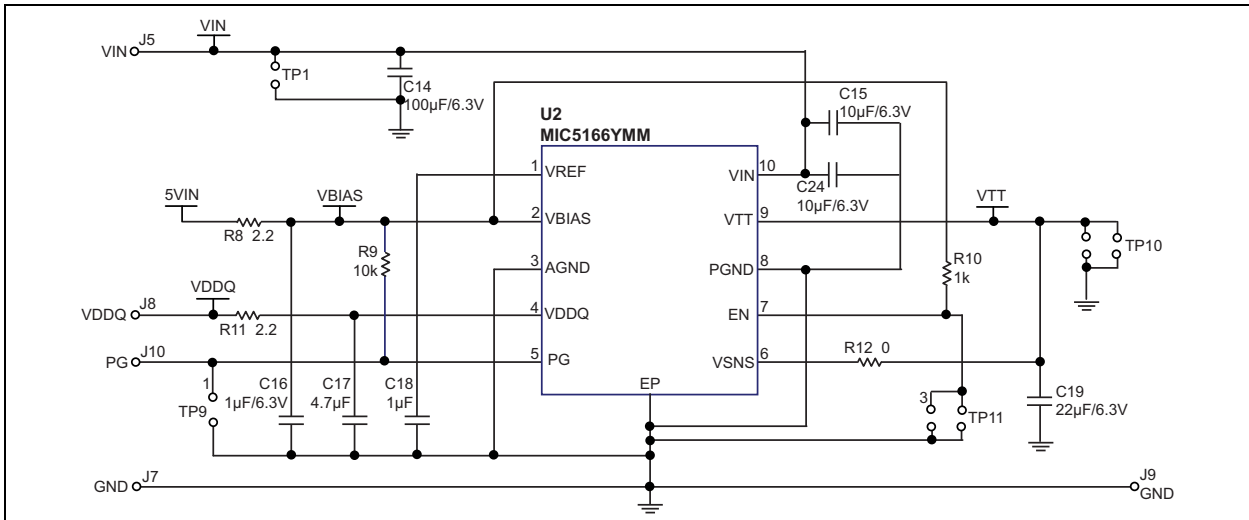 VIN
J5
VIN
TP1
C14
100µF/6.3V
C15
10µF/6.3V
U2
MIC5166YMM
1
VREF
VIN
10
C24
10µF/6.3V
5VIN
VBIAS
R8 2.2
2
VBIAS
VTT
9
VTT
TP10
R9
10k
3
AGND
PGND
8
R10
1k
VDDQ
J8
VDDQ
R11 2.2
4
VDDQ
EN
7
PG
J10
5
PG
VSNS
6
R12 0
EP
1
TP9
C16
1µF/6.3V
C17
4.7µF
C18
1µF
3
TP11
C19
22µF/6.3V
GND
J7
J9
GND